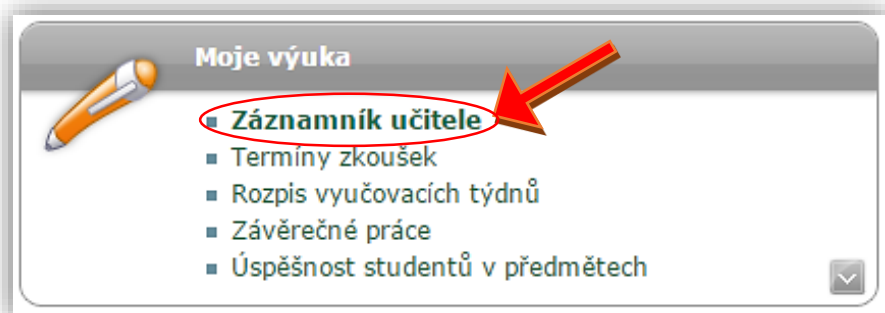 Moje výuka
Záznamník učitele
Termíny zkoušek
Rozpis vyučovacích týdnů
Závěrečné práce
Úspěšnost studentů v předmětech